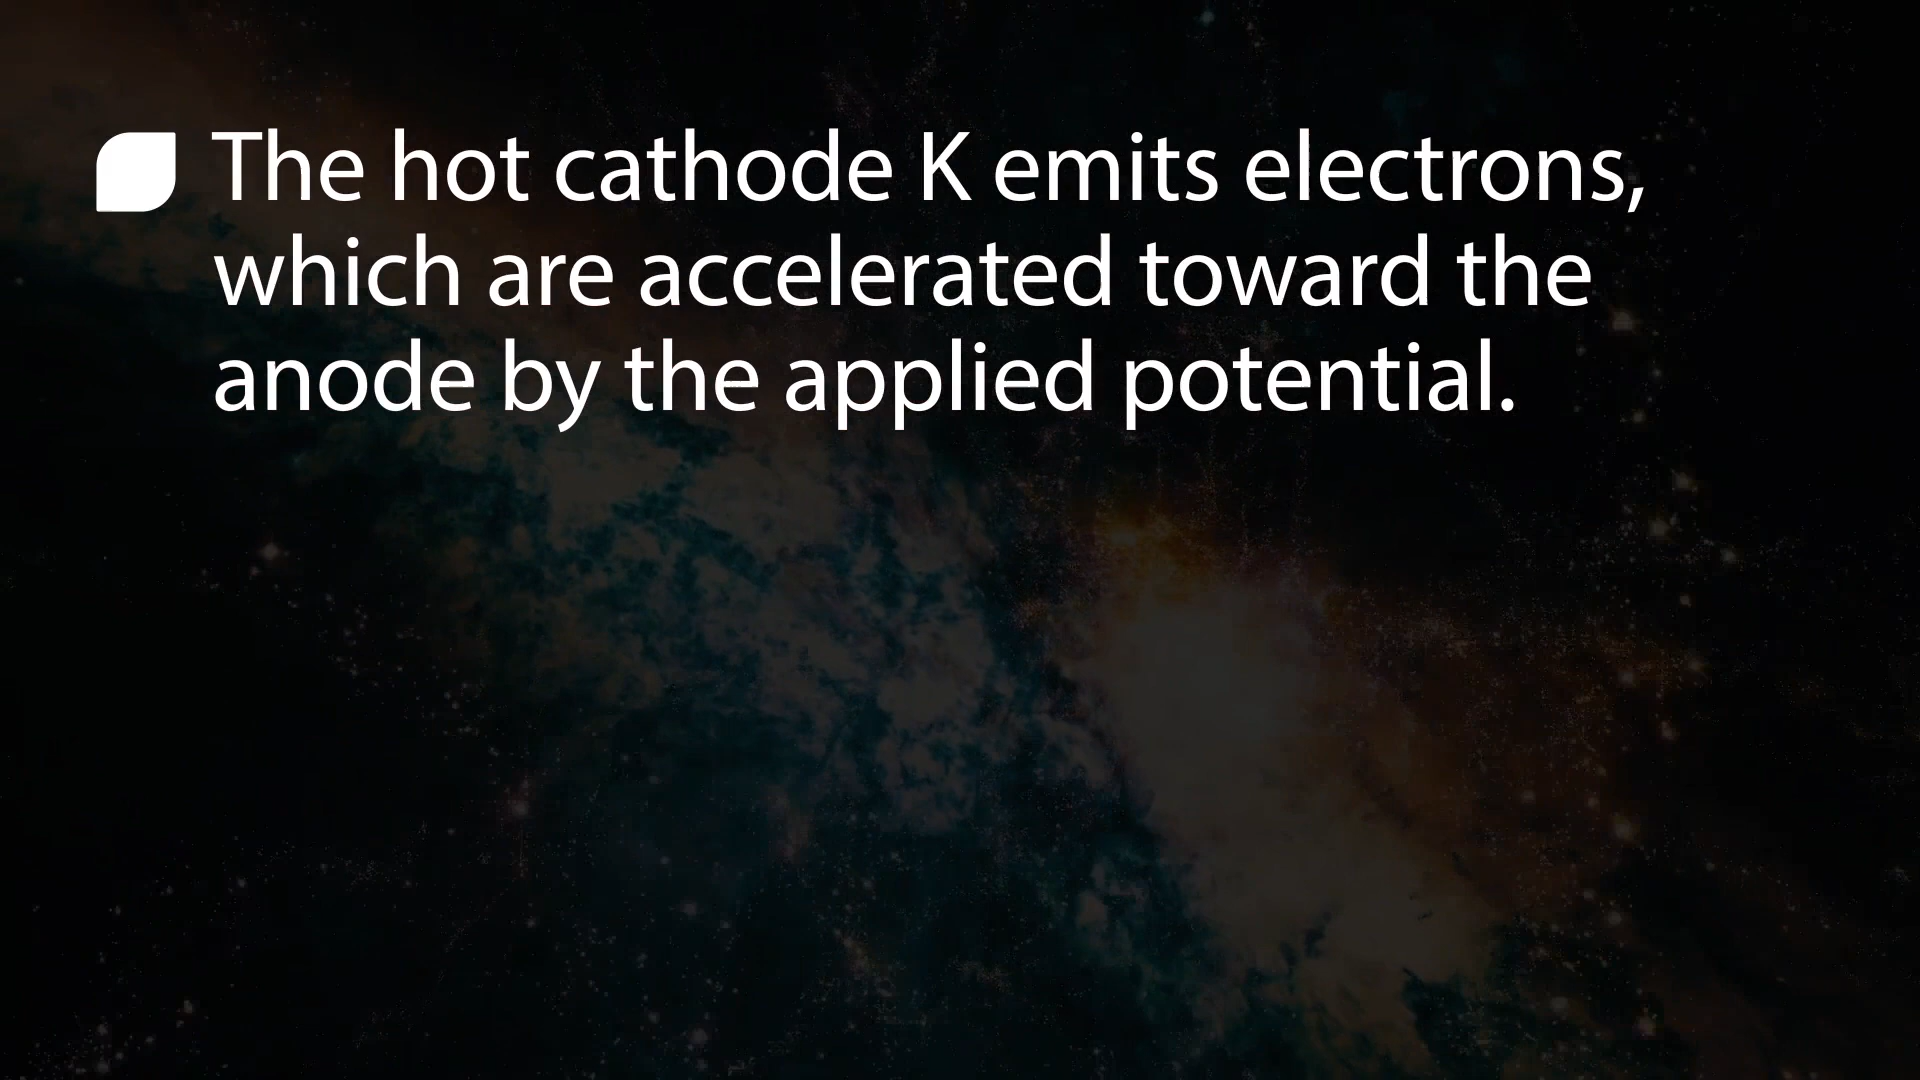 The hot cathode K emits electrons,
which are accelerated toward the
anode by the applied potential.